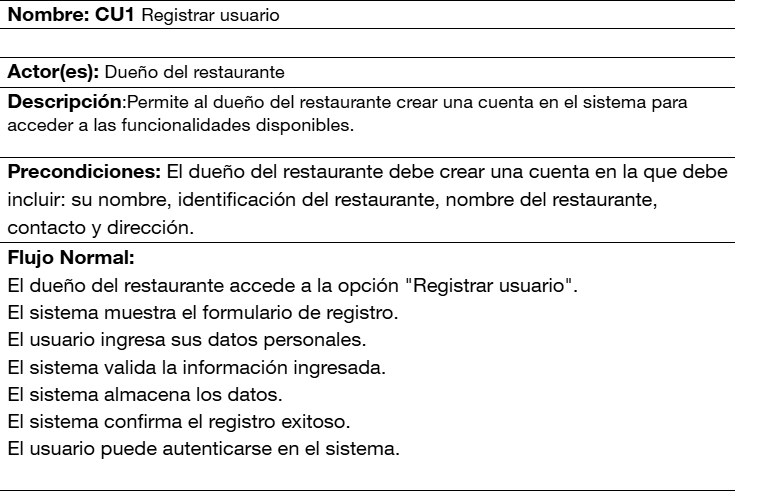 Nombre: CU1 Registrar usuario
Actor(es): Dueño del restaurante
Descripción:Permite al dueño del restaurante crear una cuenta en el sistema para
acceder a las funcionalidades disponibles.
Precondiciones: El dueño del restaurante debe crear una cuenta en la que debe
incluir: su nombre, identificación del restaurante, nombre del restaurante,
contacto y dirección.
Flujo Normal:
El dueño del restaurante accede a la opción "Registrar usuario".
El sistema muestra el formulario de registro.
El usuario ingresa sus datos personales.
El sistema valida la información ingresada.
El sistema almacena los datos.
El sistema confirma el registro exitoso.
El usuario puede autenticarse en el sistema.